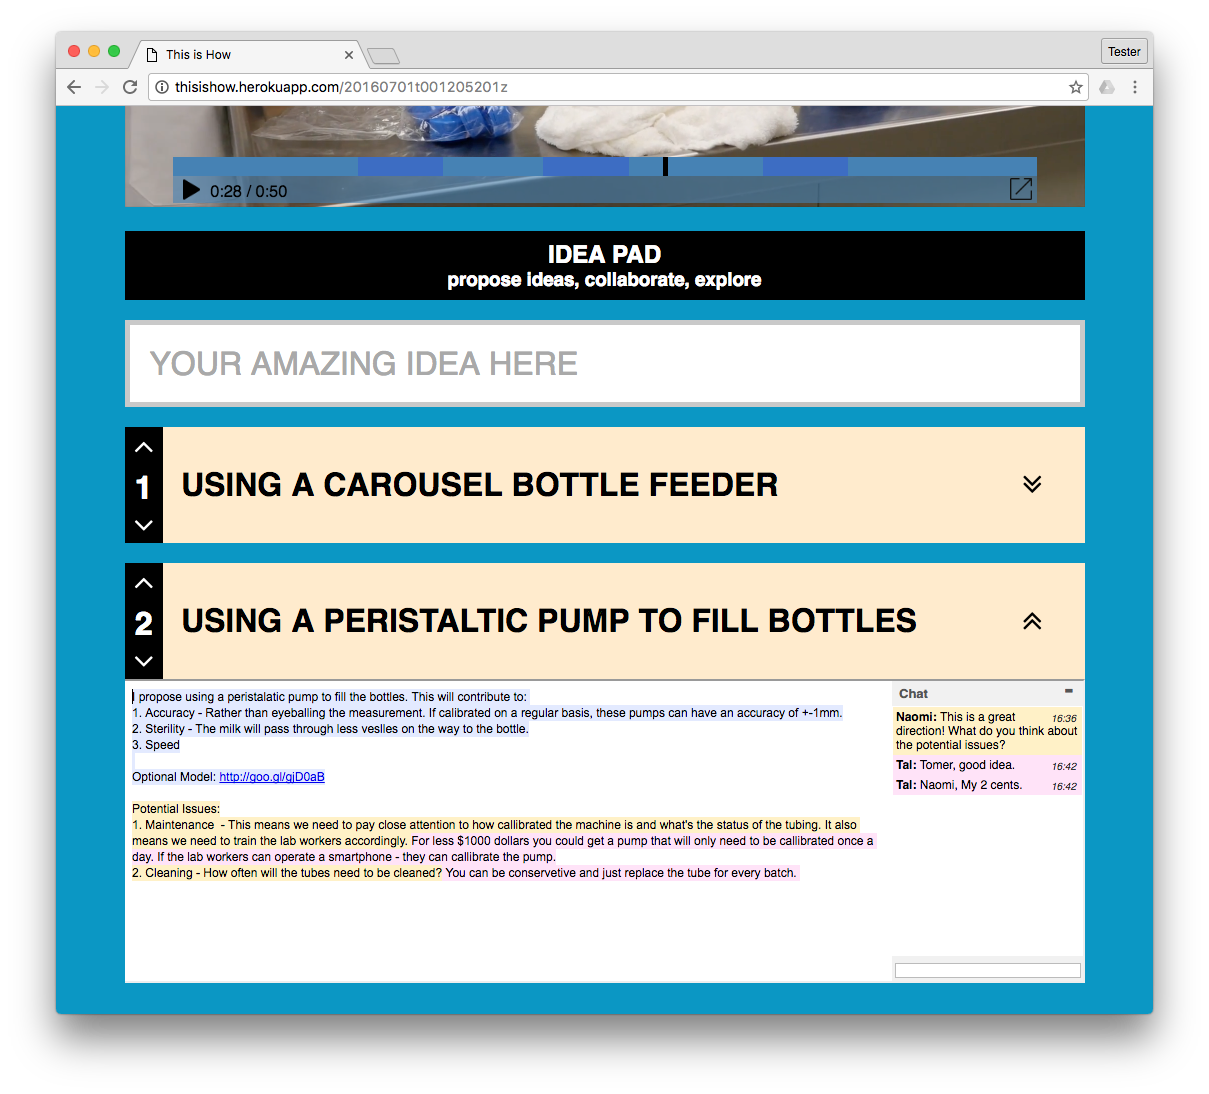 This is How
Tester
thisishow.herokuapp.com/20160701t001205201z
0:28 / 0:50
IDEA PAD
propose ideas, collaborate, explore
YOUR AMAZING IDEA HERE
1
USING A CAROUSEL BOTTLE FEEDER
2
USING A PERISTALTIC PUMP TO FILL BOTTLES
I propose using a peristalatic pump to fill the bottles. This will contribute to:
1. Accuracy - Rather than eyeballing the measurement. If calibrated on a regular basis, these pumps can have an accuracy of +-1mm.
2. Sterility - The milk will pass through less veslles on the way to the bottle.
3. Speed
Optional Model: http://goo.gl/gjD0aB
Potential Issues:
1. Maintenance - This means we need to pay close attention to how callibrated the machine is and what's the status of the tubing. It also
means we need to train the lab workers accordingly. For less $1000 dollars you could get a pump that will only need to be callibrated once a
day. If the lab workers can operate a smartphone - they can callibrate the pump.
2. Cleaning - How often will the tubes need to be cleaned? You can be conservetive and just replace the tube for every batch.
Chat
Naomi: This is a great 16:36
direction! What do you think about
the potential issues?
Tal: Tomer, good idea. 16:42
Tal: Naomi, My 2 cents. 16:42